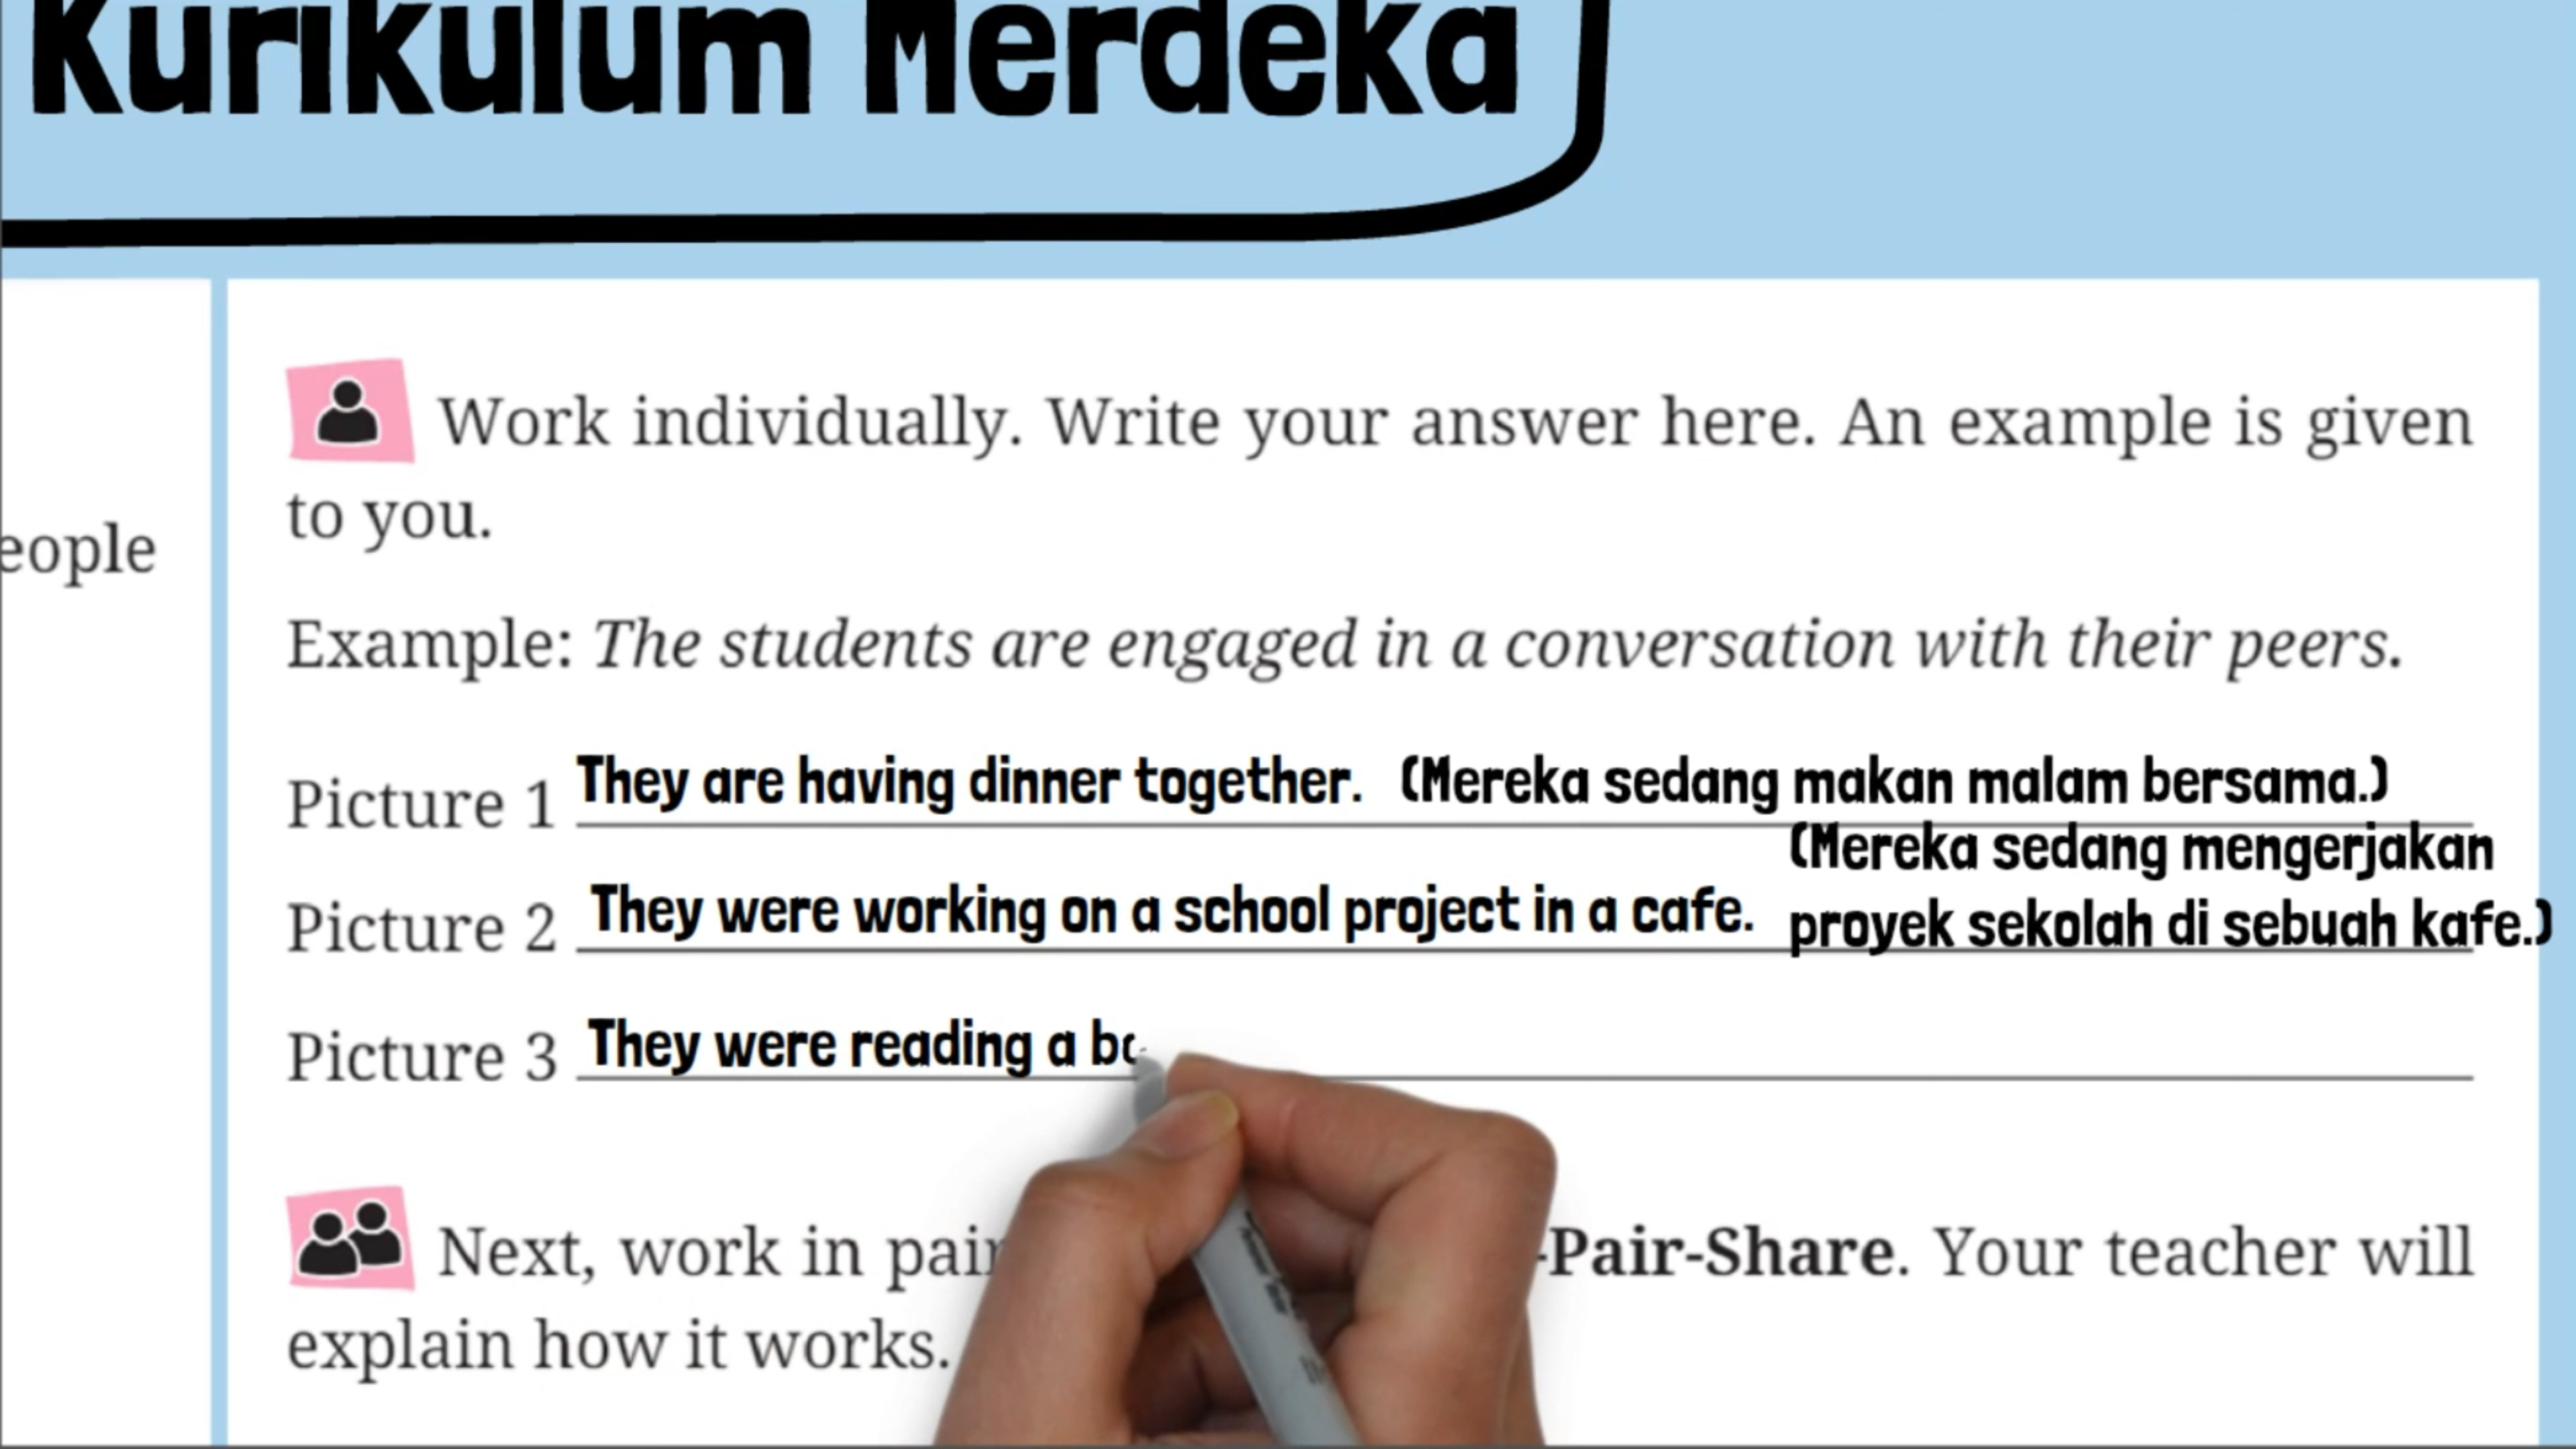 Kurikulum Merdeka
Work individually. Write your answer here. An example is given
to you.
Example: The students are engaged in a conversation with their peers.
Picture 1 They are having dinner together. (Mereka sedang makan malam bersama.)
Picture 2 They were working on a school project in a cafe. (Mereka sedang mengerjakan
proyek sekolah di sebuah kafe.)
Picture 3 They were reading a
Next, work in -Pair-Share. Your teacher will
explain how it works.